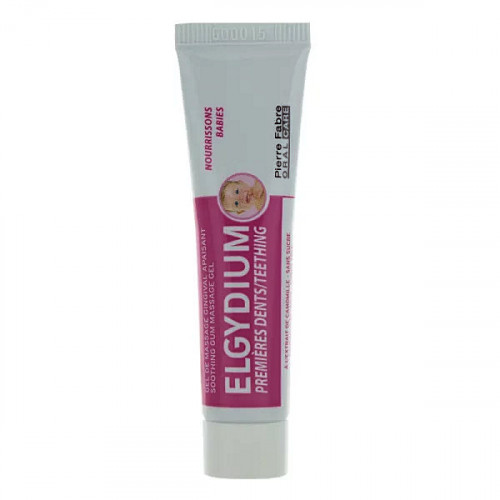 600016
NOURRISSONS
BABIES
Pierre Fabre
ORAL CARE
ELGYDIUM
PREMIÈRES DENTS/TEETHING
GEL DE MASSAGE GINGIVAL APAISANT
SOOTHING GUM MASSAGE GEL
À L'EXTRAIT DE CAMOMILLE - SANS SUCRE